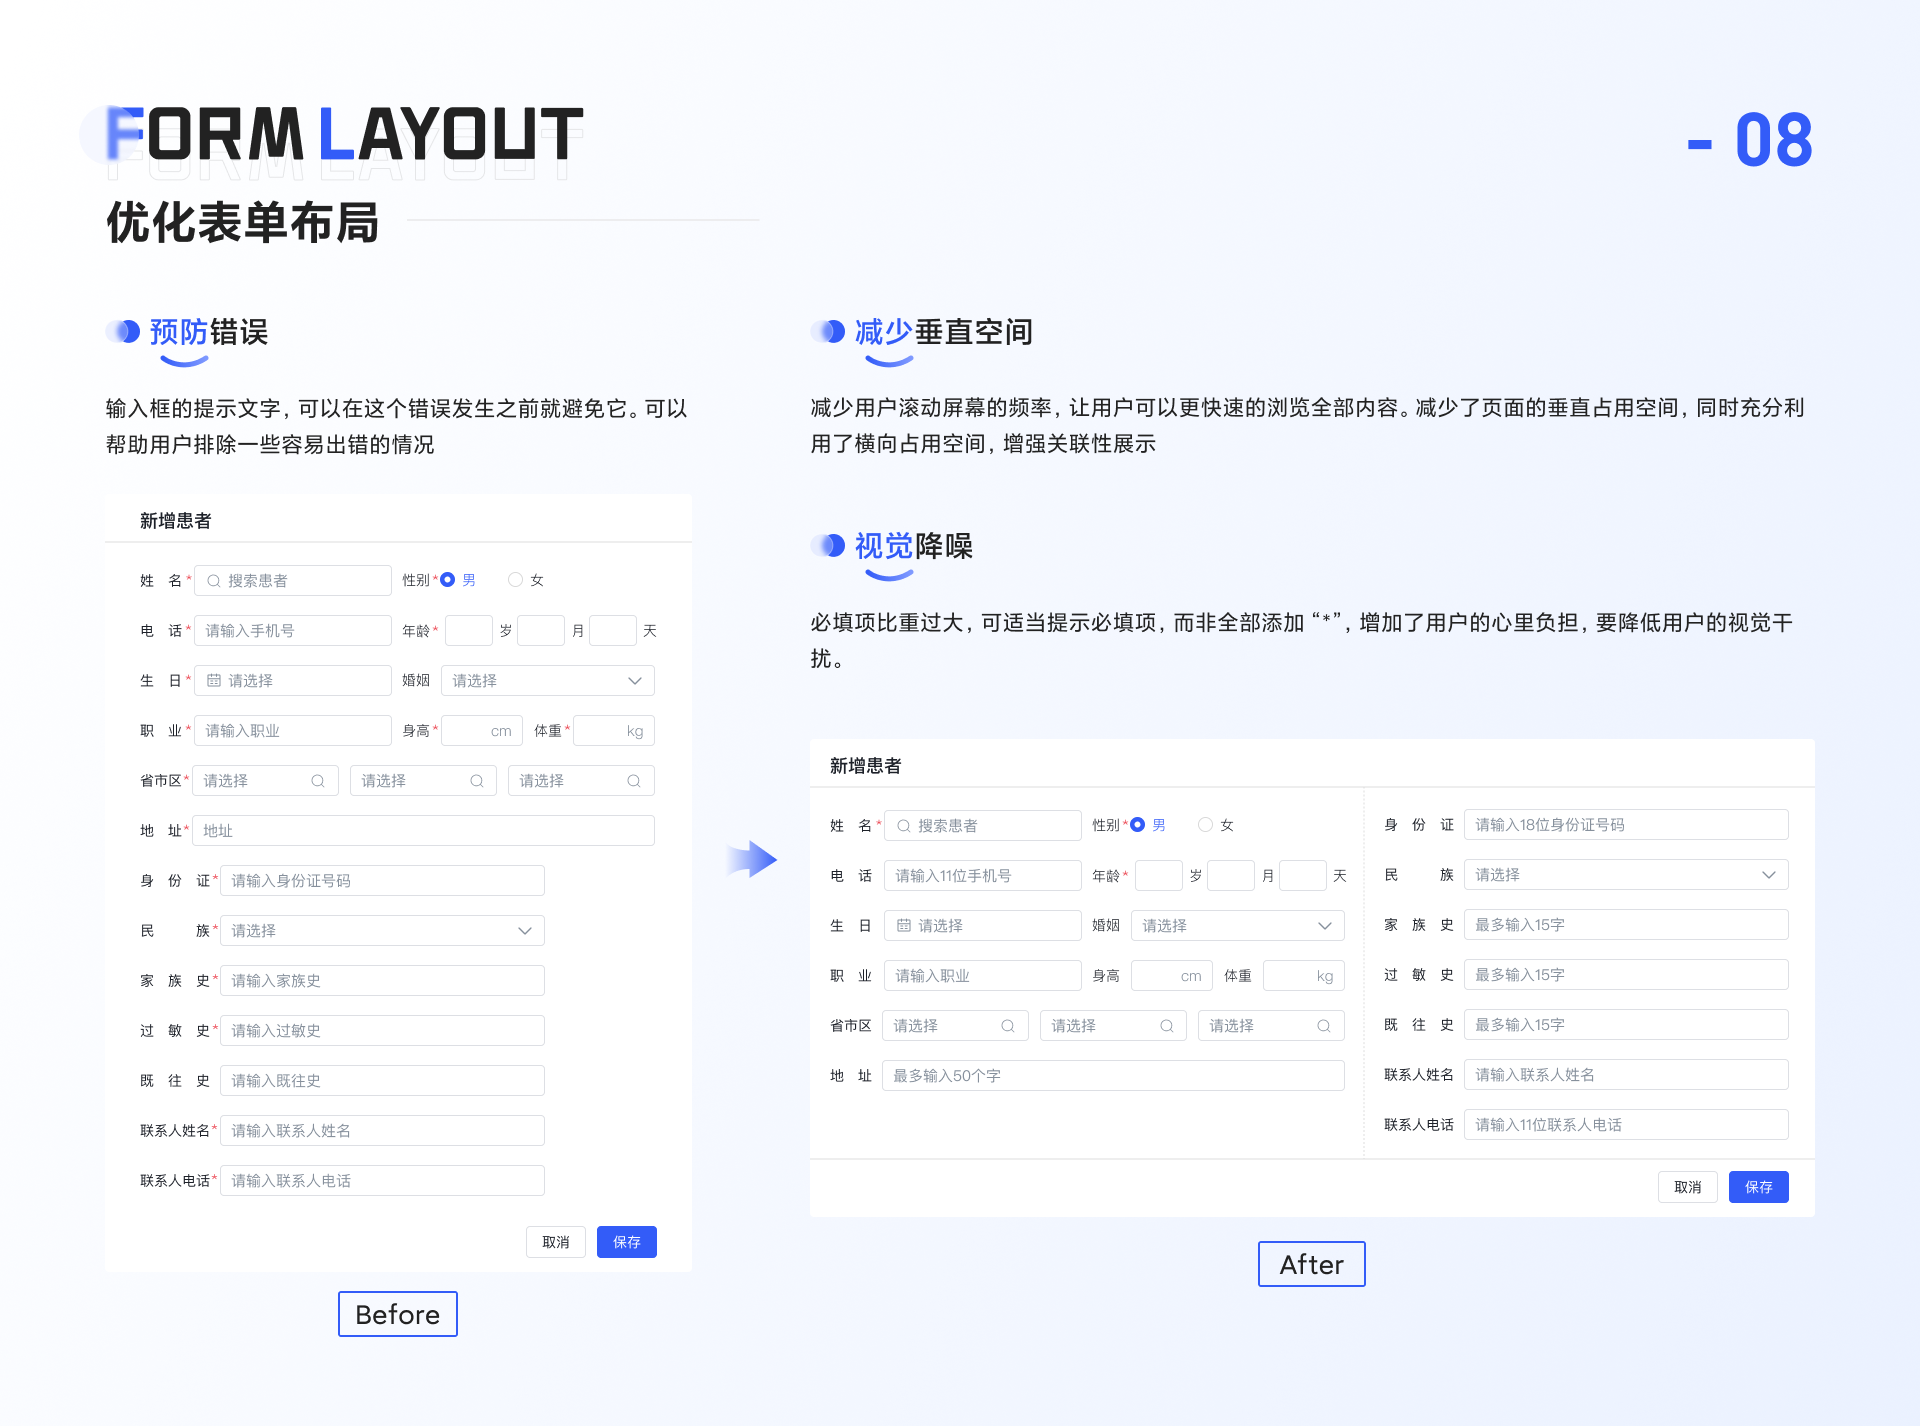 FORM LAYOUT
- 08
优化表单布局
预防错误
输入框的提示文字，可以在这个错误发生之前就避免它。可以
帮助用户排除一些容易出错的情况
新增患者
姓 名* 搜索患者 性别* 男 女
电 话* 请输入手机号 年龄* 岁 月 天
生 日* 请选择 婚姻 请选择
职 业* 请输入职业 身高* cm 体重* kg
省市区* 请选择 请选择 请选择
地 址* 地址
身 份 证* 请输入身份证号码
民 族* 请选择
家 族 史* 请输入家族史
过 敏 史* 请输入过敏史
既 往 史 请输入既往史
联系人姓名* 请输入联系人姓名
联系人电话* 请输入联系人电话
取消 保存
Before
减少垂直空间
减少用户滚动屏幕的频率，让用户可以更快速的浏览全部内容。减少了页面的垂直占用空间，同时充分利
用了横向占用空间，增强关联性展示
视觉降噪
必填项比重过大，可适当提示必填项，而非全部添加“*”，增加了用户的心里负担，要降低用户的视觉干
扰。
新增患者
姓 名* 搜索患者 性别* 男 女
电 话 请输入11位手机号 年龄* 岁 月 天
生 日 请选择 婚姻 请选择
职 业 请输入职业 身高 cm 体重 kg
省市区 请选择 请选择 请选择
地 址 最多输入50个字
身 份 证 请输入18位身份证号码
民 族 请选择
家 族 史 最多输入15字
过 敏 史 最多输入15字
既 往 史 最多输入15字
联系人姓名 请输入联系人姓名
联系人电话 请输入11位联系人电话
取消 保存
After